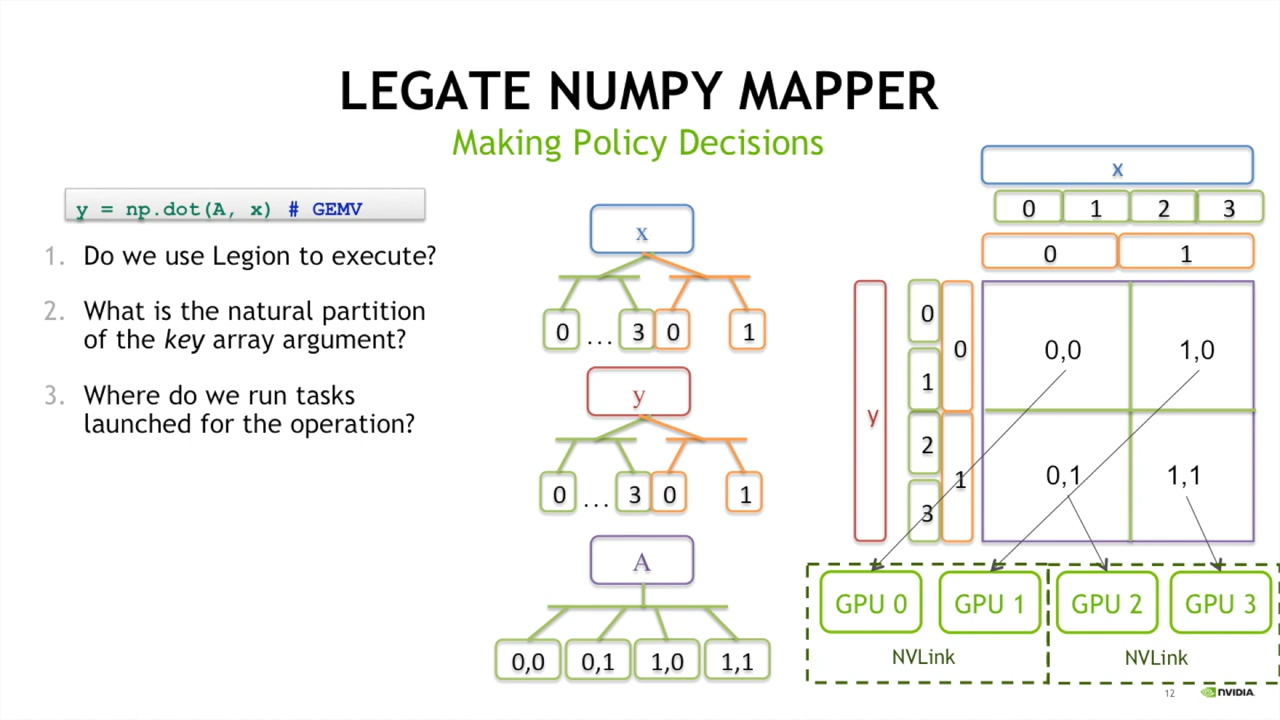 LEGATE NUMPY MAPPER
Making Policy Decisions
y = np.dot(A, x) # GEMV
1. Do we use Legion to execute?
2. What is the natural partition
of the key array argument?
3. Where do we run tasks
launched for the operation?
x
0 ... 3 0 1
y
0 ... 3 0 1
A
0,0 0,1 1,0 1,1
x
0 1 2 3
0 1
y
0
1
2
3
0
1
0,0 1,0
0,1 1,1
GPU 0 GPU 1 GPU 2 GPU 3
NVLink NVLink
12 NVIDIA.